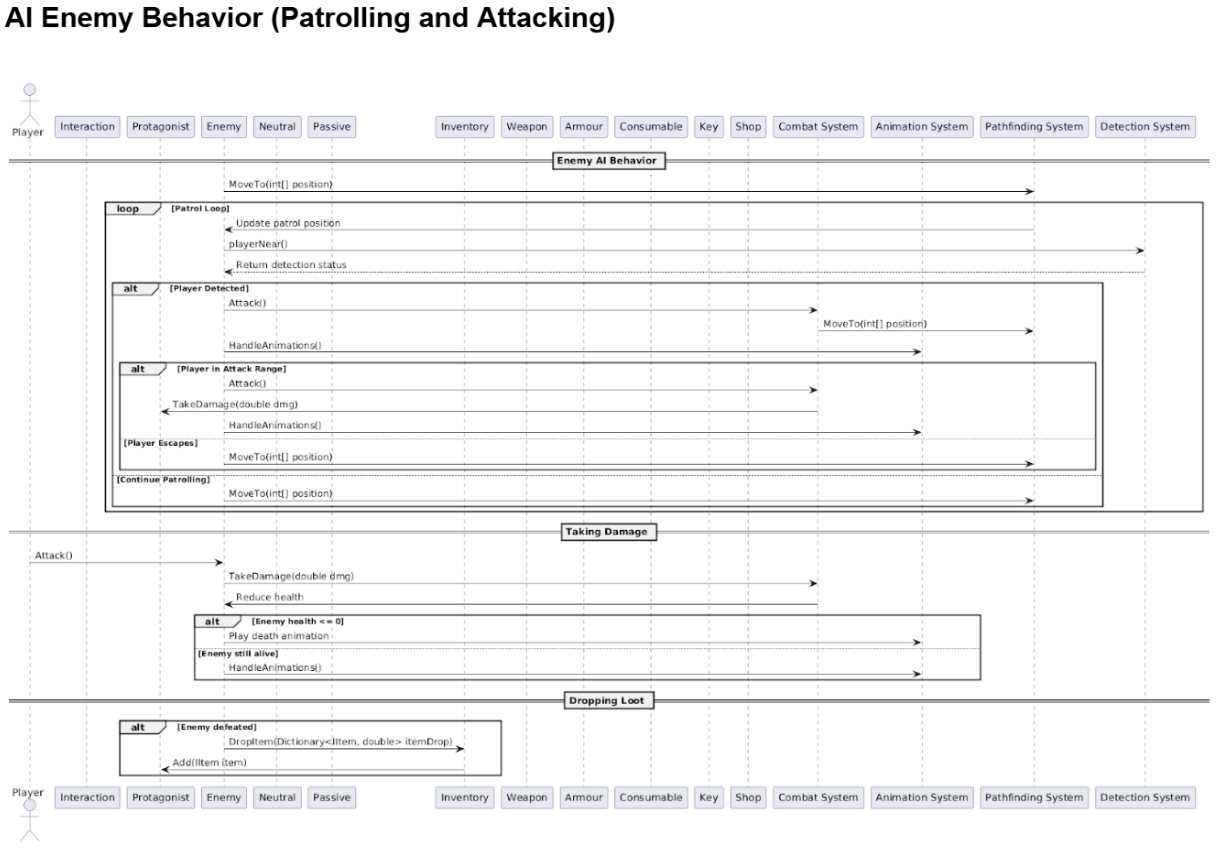 AI Enemy Behavior (Patrolling and Attacking)
Player
Interaction Protagonist Enemy Neutral Passive Inventory Weapon Armour Consumable Key Shop Combat System Animation System Pathfinding System Detection System
Enemy AI Behavior
MoveTo(int[] position)
loop [Patrol Loop]
Update patrol position
playerNear()
Return detection status
alt [Player Detected]
Attack()
MoveTo(int[] position)
HandleAnimations()
alt [Player in Attack Range]
Attack()
TakeDamage(double dmg)
HandleAnimations()
[Player Escapes]
MoveTo(int[] position)
[Continue Patrolling]
MoveTo(int[] position)
Taking Damage
Attack()
TakeDamage(double dmg)
Reduce health
alt [Enemy health <= 0]
Play death animation
[Enemy still alive]
HandleAnimations()
Dropping Loot
alt [Enemy defeated]
DropItem(Dictionary<IItem, double> itemDrop)
Add(IItem item)
Player
Interaction Protagonist Enemy Neutral Passive Inventory Weapon Armour Consumable Key Shop Combat System Animation System Pathfinding System Detection System